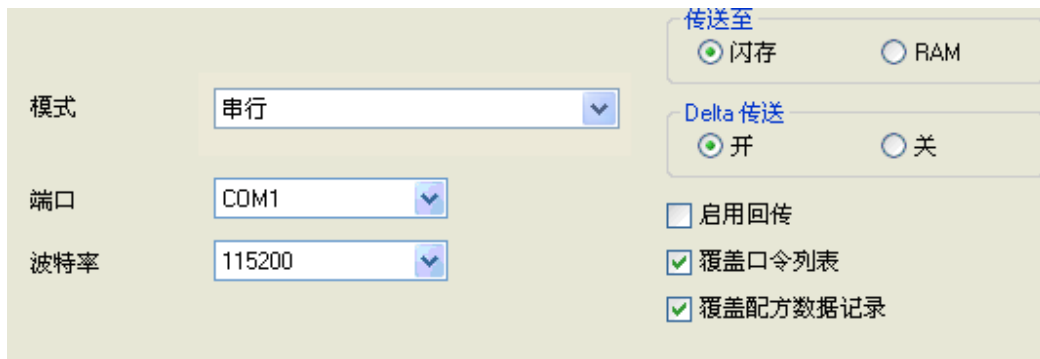 模式
串行
端口
COM1
波特率
115200
传送至
闪存
RAM
Delta 传送
开
关
启用回传
覆盖口令列表
覆盖配方数据记录